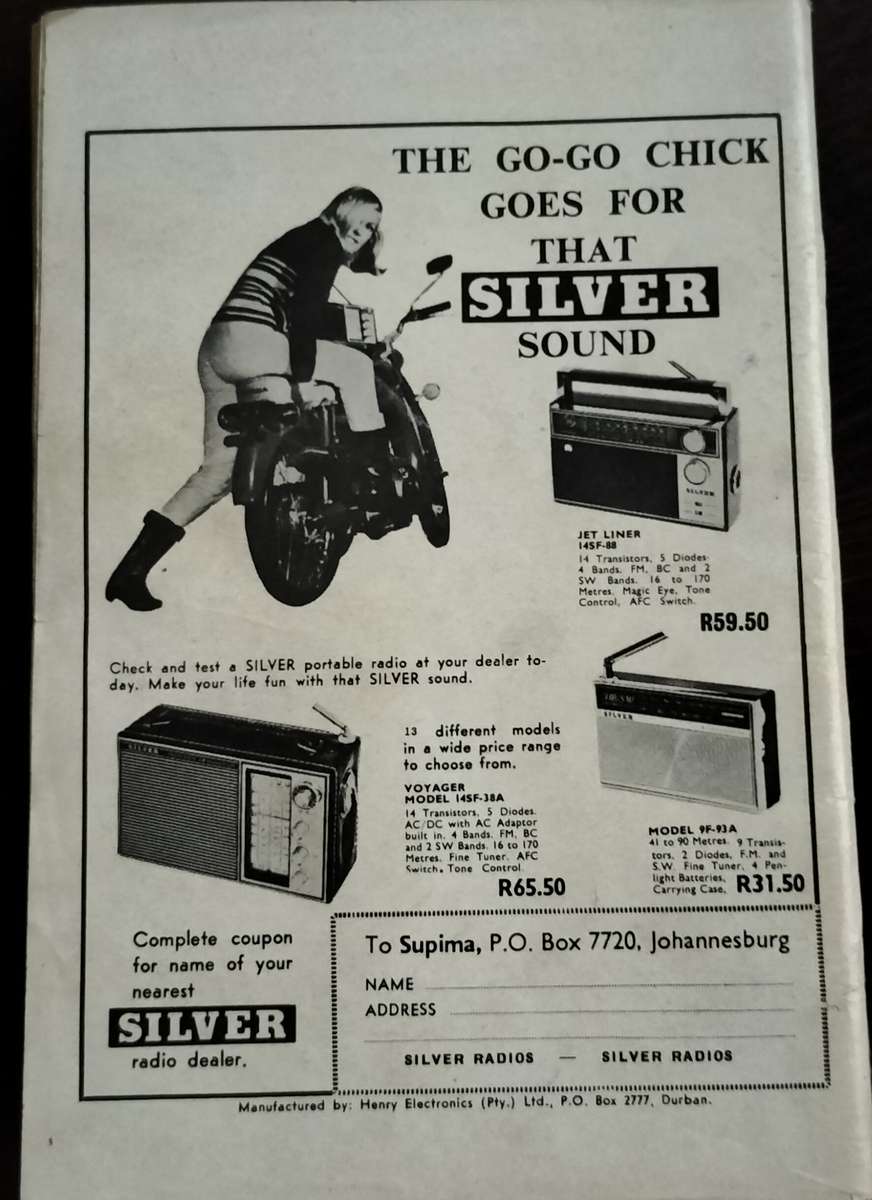 THE GO-GO CHICK
GOES FOR
THAT
SILVER
SOUND
SILVER
JET LINER
14SF-88
14 Transistors, 5 Diodes.
4 Bands. FM, BC and 2
SW Bands. 16 to 170
Metres. Magic Eye, Tone
Control, AFC Switch.
R59.50
Check and test a SILVER portable radio at your dealer to-
day. Make your life fun with that SILVER sound.
SILVER
13 different models
in a wide price range
to choose from.
VOYAGER
MODEL 14SF-38A
14 Transistors, 5 Diodes.
AC/DC with AC Adaptor
built in. 4 Bands. FM, BC
and 2 SW Bands. 16 to 170
Metres. Fine Tuner. AFC
Switch. Tone Control.
R65.50
SILVER
MODEL 9F-93A
41 to 90 Metres. 9 Transis-
tors, 2 Diodes, F.M. and
S.W. Fine Tuner, 4 Pen-
light Batteries,
Carrying Case. R31.50
Complete coupon
for name of your
nearest
SILVER
radio dealer.
To Supima, P.O. Box 7720, Johannesburg
NAME
ADDRESS
SILVER RADIOS — SILVER RADIOS
Manufactured by: Henry Electronics (Pty.) Ltd., P.O. Box 2777, Durban.